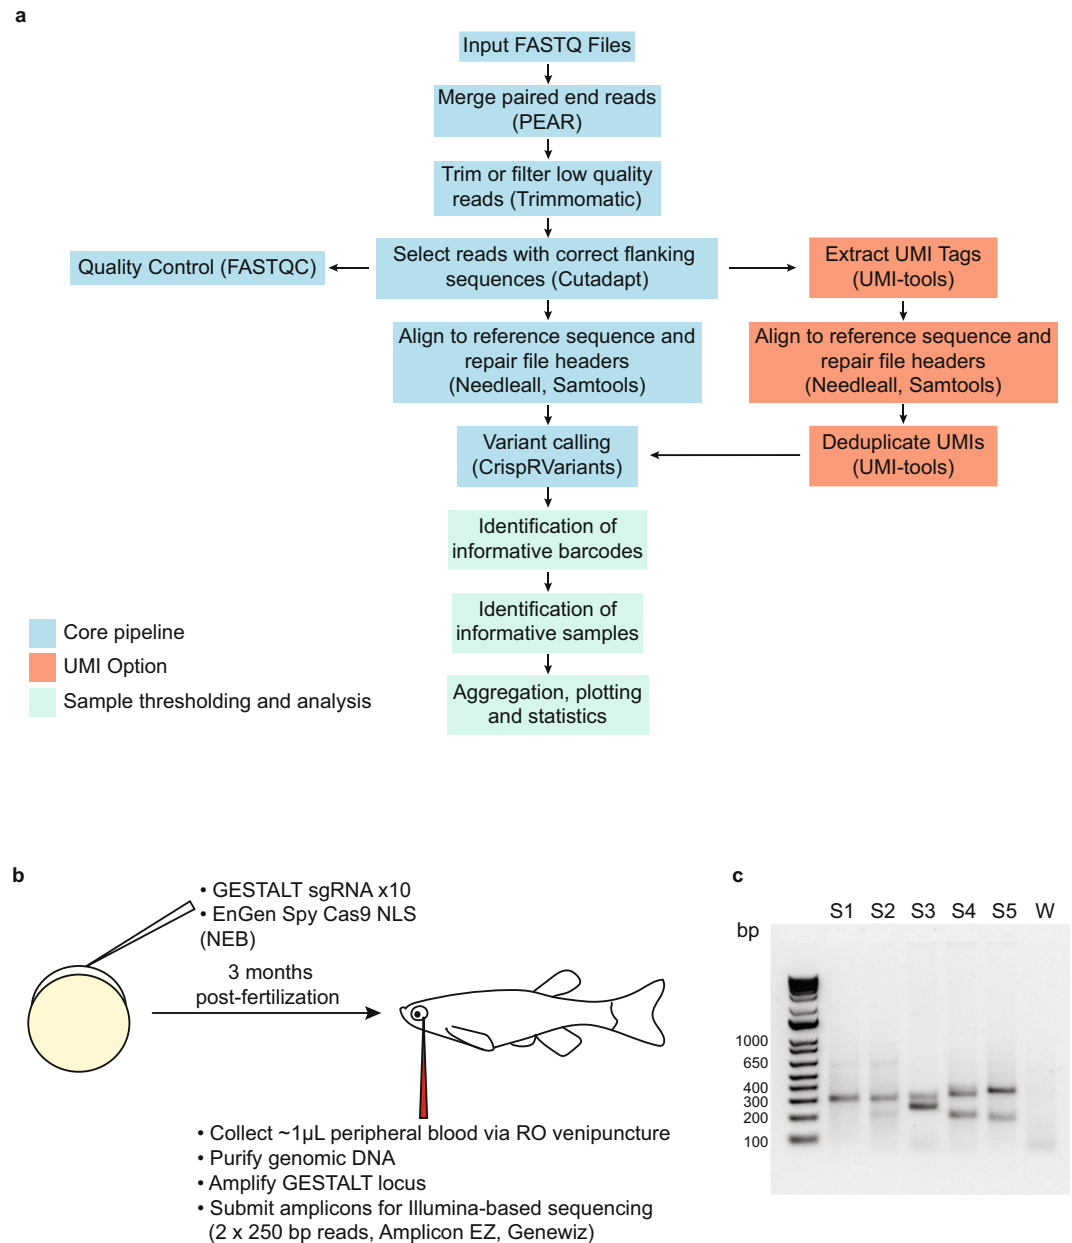 a
Input FASTQ Files
Merge paired end reads
(PEAR)
Trim or filter low quality
reads (Trimmomatic)
Quality Control (FASTQC)
Select reads with correct flanking
sequences (Cutadapt)
Extract UMI Tags
(UMI-tools)
Align to reference sequence and
repair file headers
(Needleall, Samtools)
Align to reference sequence and
repair file headers
(Needleall, Samtools)
Variant calling
(CrispRVariants)
Deduplicate UMIs
(UMI-tools)
Identification of
informative barcodes
Identification of
informative samples
Aggregation, plotting
and statistics
Core pipeline
UMI Option
Sample thresholding and analysis
b
• GESTALT sgRNA x10
• EnGen Spy Cas9 NLS
(NEB)
3 months
post-fertilization
• Collect ~1µL peripheral blood via RO venipuncture
• Purify genomic DNA
• Amplify GESTALT locus
• Submit amplicons for Illumina-based sequencing
(2 x 250 bp reads, Amplicon EZ, Genewiz)
c
S1 S2 S3 S4 S5 W
bp
1000
650
400
300
200
100